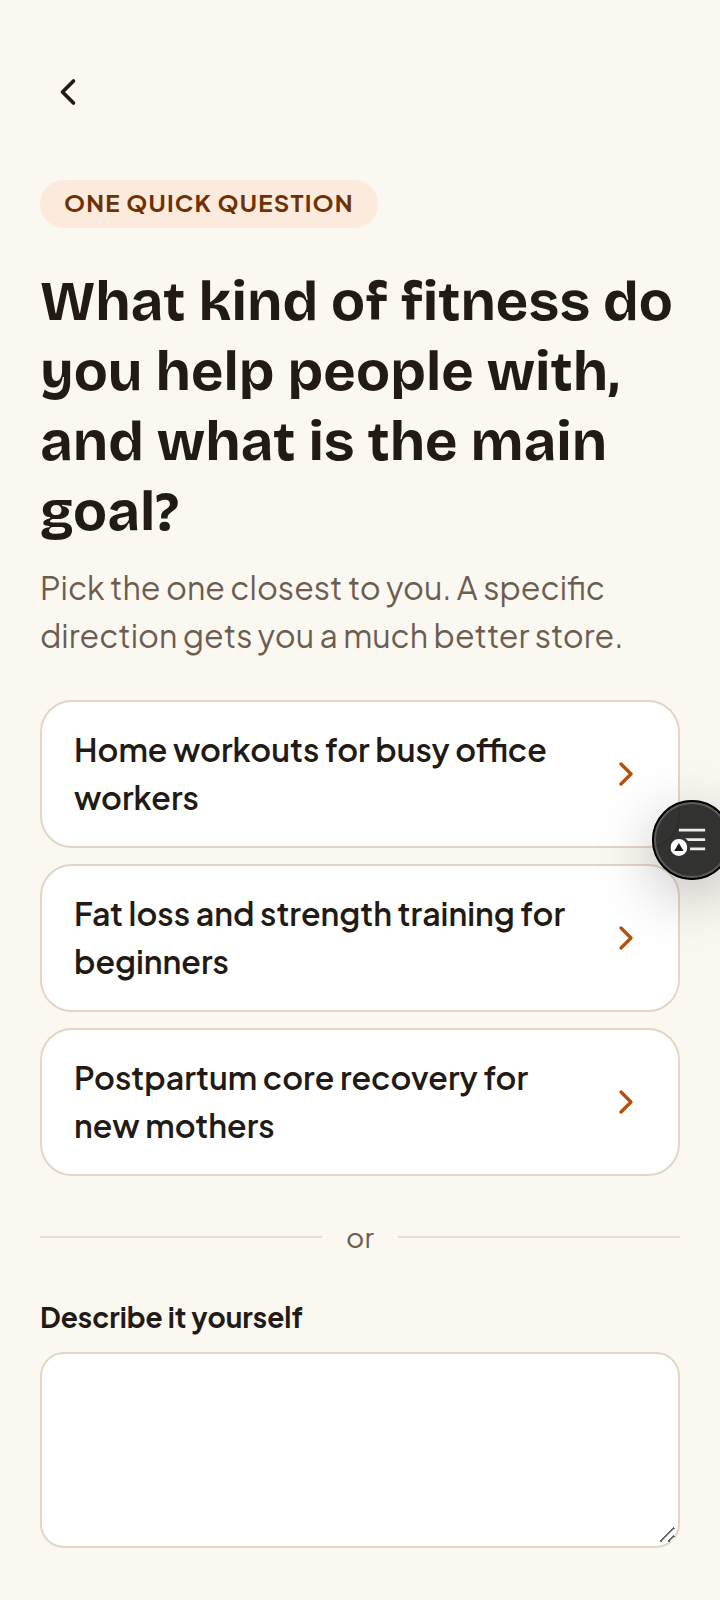 ONE QUICK QUESTION
What kind of fitness do
you help people with,
and what is the main
goal?
Pick the one closest to you. A specific
direction gets you a much better store.
Home workouts for busy office
workers
Fat loss and strength training for
beginners
Postpartum core recovery for
new mothers
or
Describe it yourself